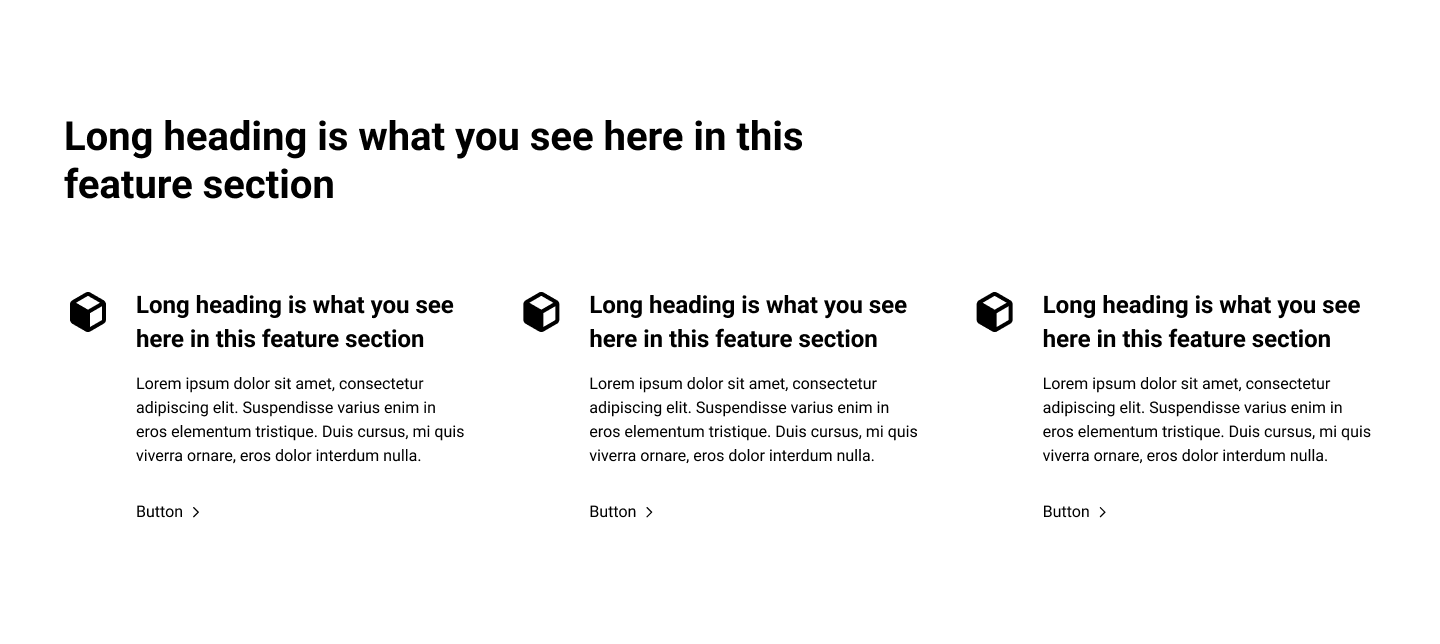 Long heading is what you see here in this
feature section
Long heading is what you see
here in this feature section
Lorem ipsum dolor sit amet, consectetur
adipiscing elit. Suspendisse varius enim in
eros elementum tristique. Duis cursus, mi quis
viverra ornare, eros dolor interdum nulla.
Button
Long heading is what you see
here in this feature section
Lorem ipsum dolor sit amet, consectetur
adipiscing elit. Suspendisse varius enim in
eros elementum tristique. Duis cursus, mi quis
viverra ornare, eros dolor interdum nulla.
Button
Long heading is what you see
here in this feature section
Lorem ipsum dolor sit amet, consectetur
adipiscing elit. Suspendisse varius enim in
eros elementum tristique. Duis cursus, mi quis
viverra ornare, eros dolor interdum nulla.
Button